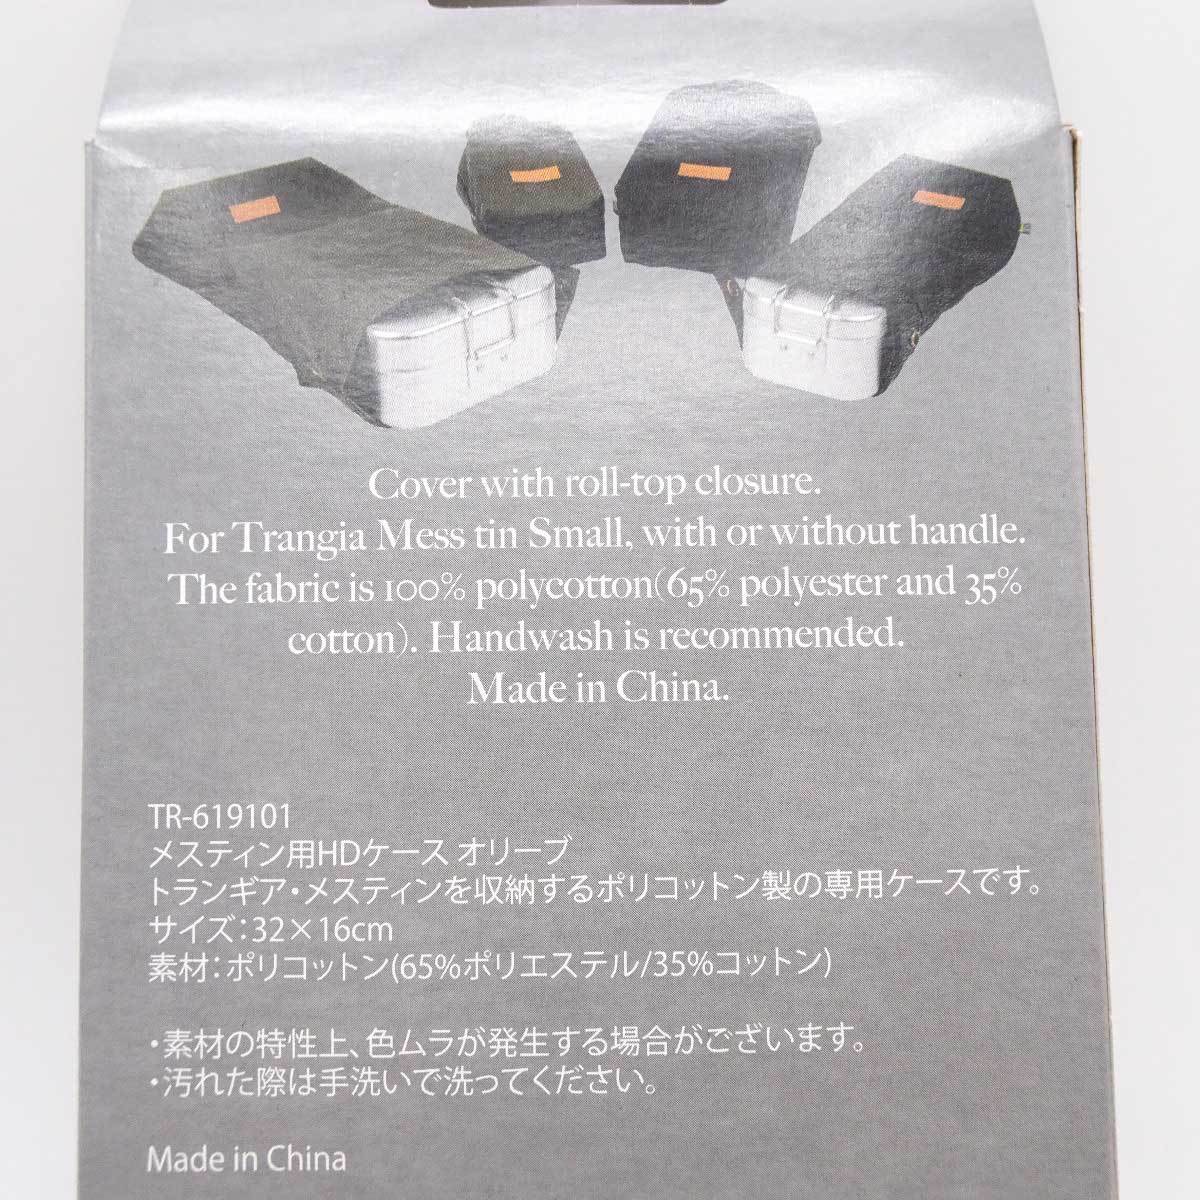 Cover with roll-top closure.
For Trangia Mess tin Small, with or without handle.
The fabric is 100% polycotton(65% polyester and 35%
cotton). Handwash is recommended.
Made in China.
TR-619101
メスティン用HDケース オリーブ
トランギア・メスティンを収納するポリコットン製の専用ケースです。
サイズ:32×16cm
素材:ポリコットン(65%ポリエステル/35%コットン)
・素材の特性上、色ムラが発生する場合がございます。
・汚れた際は手洗いで洗ってください。
Made in China